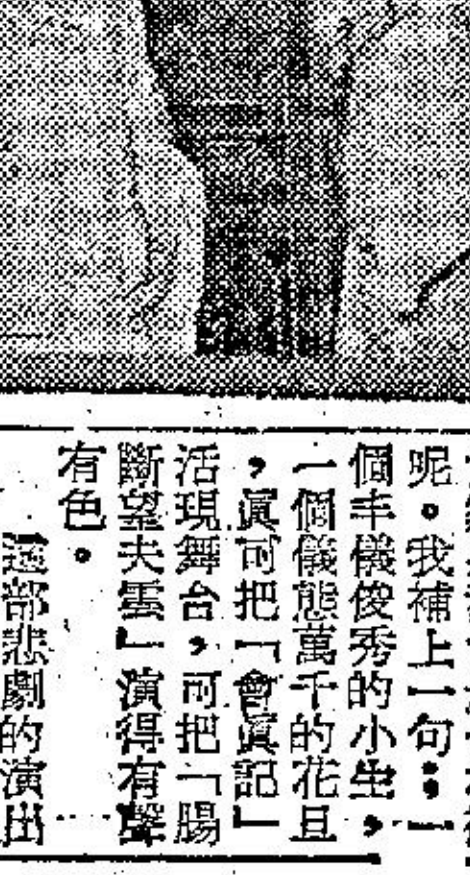 呢。我補上一句：一
個丰儀俊秀的小生，
一個儀態萬千的花旦
，眞可把「會眞記」
活現舞台，可把「腸
斷望夫雲」演得有聲
有色。
這部悲劇的演出